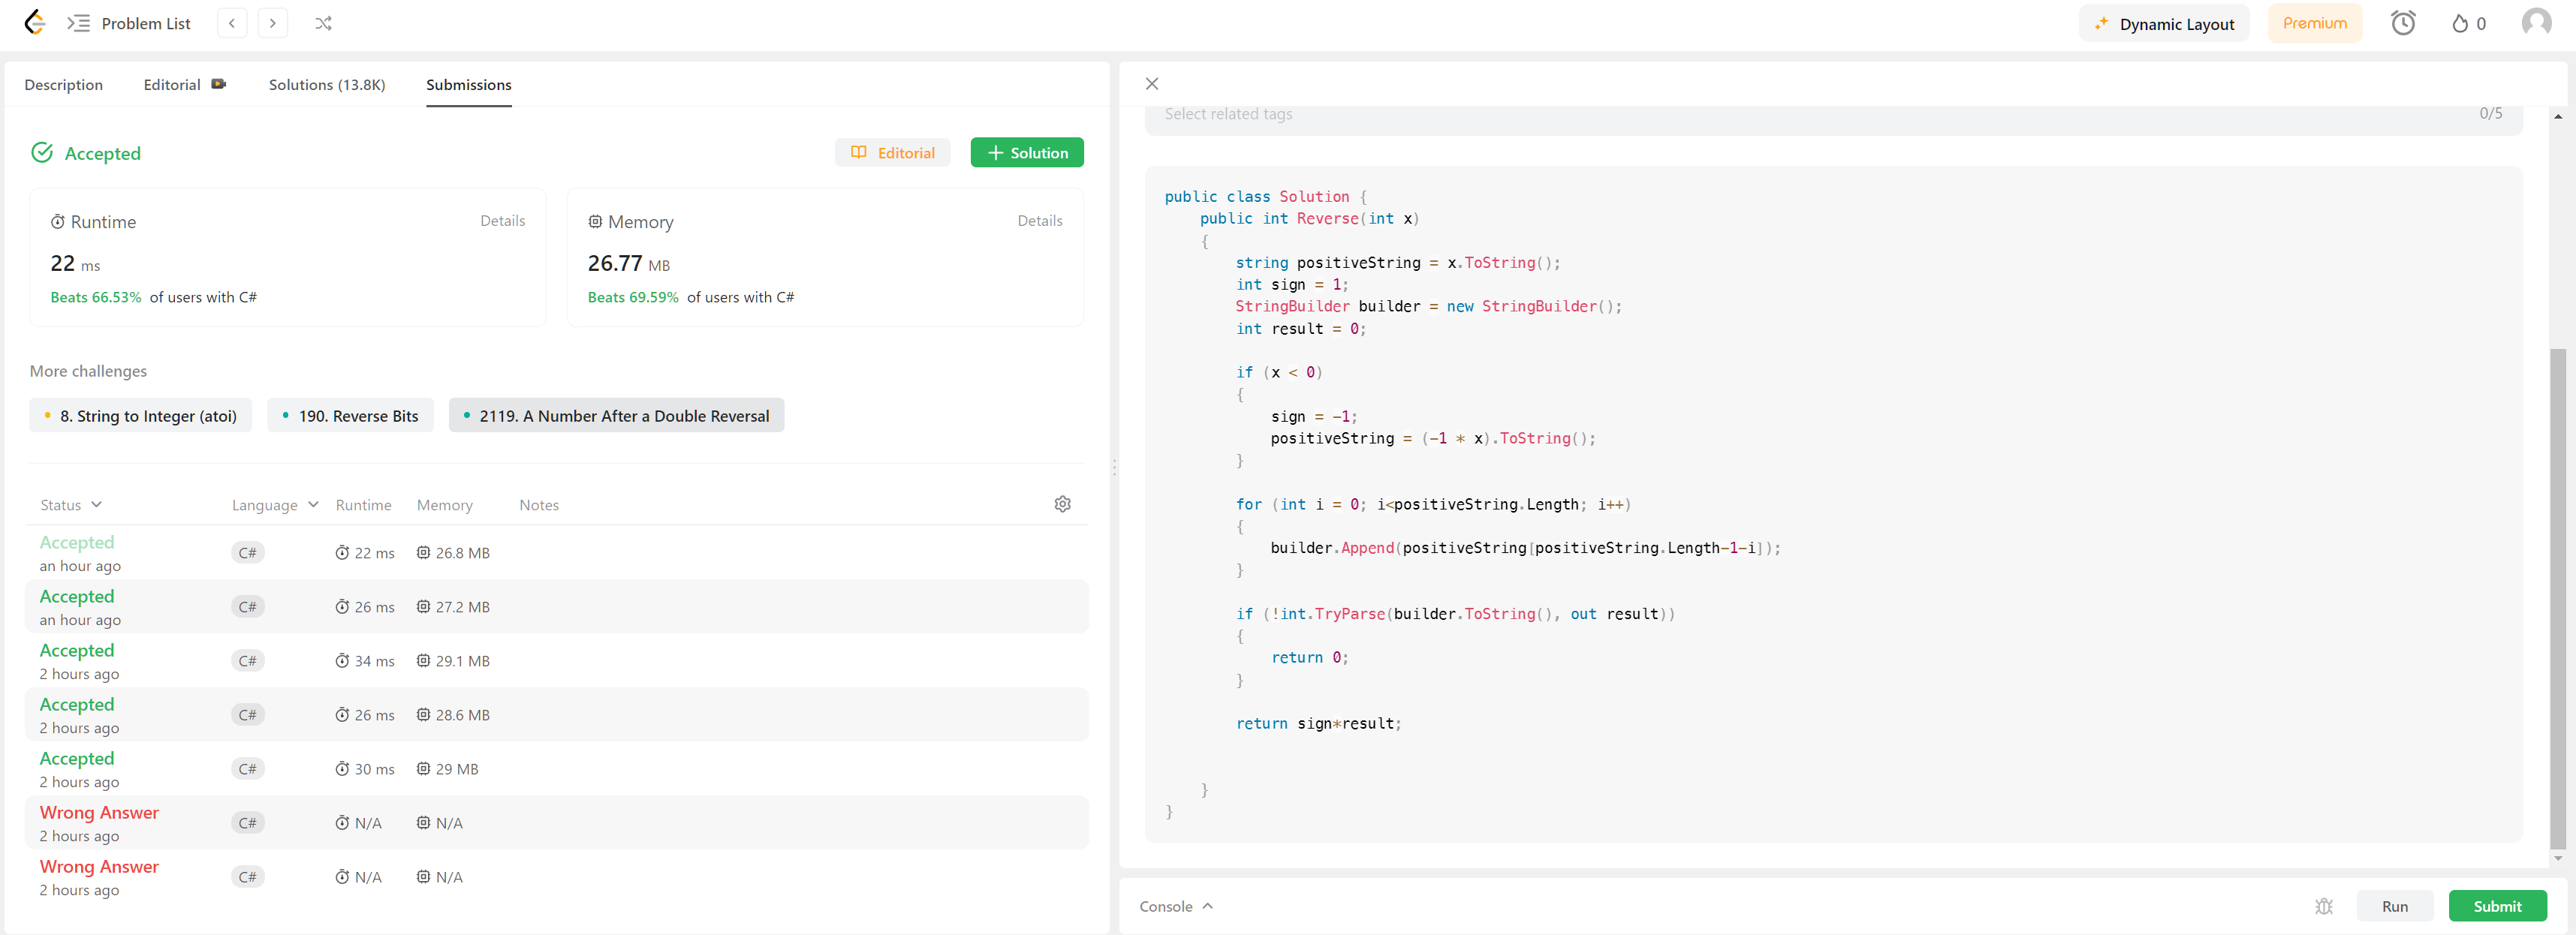 Problem List
Dynamic Layout
Premium
0
Description
Editorial
Solutions (13.8K)
Submissions
Accepted
Editorial
Solution
Runtime
Details
22 ms
Beats 66.53% of users with C#
Memory
Details
26.77 MB
Beats 69.59% of users with C#
More challenges
8. String to Integer (atoi)
190. Reverse Bits
2119. A Number After a Double Reversal
Status Language Runtime Memory Notes
Accepted
an hour ago
C# 22 ms 26.8 MB
Accepted
an hour ago
C# 26 ms 27.2 MB
Accepted
2 hours ago
C# 34 ms 29.1 MB
Accepted
2 hours ago
C# 26 ms 28.6 MB
Accepted
2 hours ago
C# 30 ms 29 MB
Wrong Answer
2 hours ago
C# N/A N/A
Wrong Answer
2 hours ago
C# N/A N/A
Select related tags 0/5
public class Solution {
    public int Reverse(int x)
    {
        string positiveString = x.ToString();
        int sign = 1;
        StringBuilder builder = new StringBuilder();
        int result = 0;
        if (x < 0)
        {
            sign = -1;
            positiveString = (-1 * x).ToString();
        }
        for (int i = 0; i<positiveString.Length; i++)
        {
            builder.Append(positiveString[positiveString.Length-1-i]);
        }
        if (!int.TryParse(builder.ToString(), out result))
        {
            return 0;
        }
        return sign*result;
    }
}
Console
Run
Submit